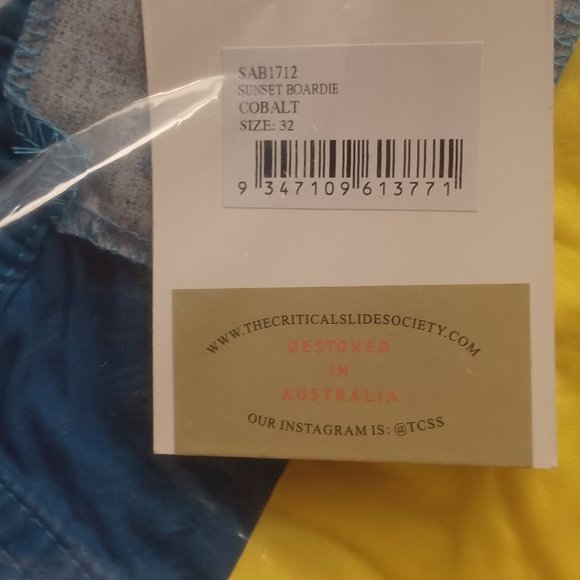 SAB1712
SUNSET BOARDIE
COBALT
SIZE: 32
9 347109 613771
WWW.THECRITICALSLIDESOCIETY.COM
DESIGNED
IN
AUSTRALIA
OUR INSTAGRAM IS: @TCSS